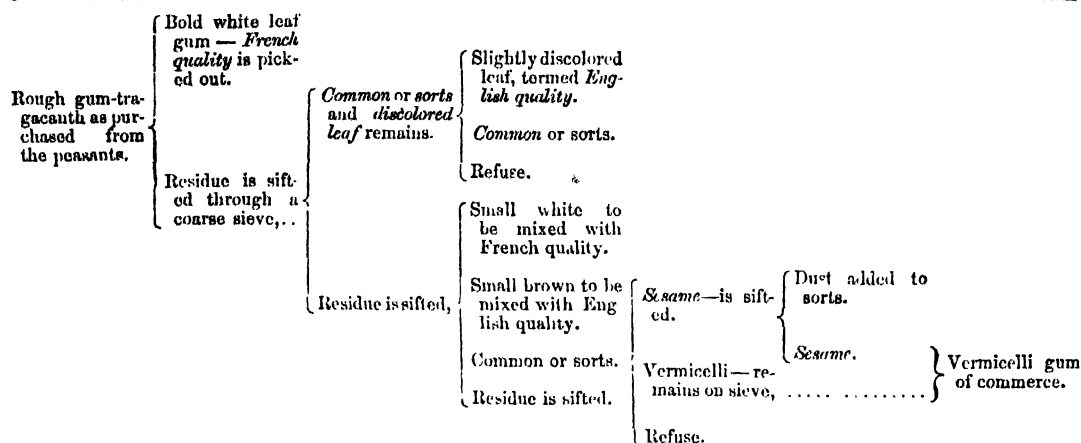 Rough gum-tra-
gacanth as pur-
chased from
the peasants.
Bold white leaf
gum — French
quality is pick-
ed out.
Residue is sift-
ed through a
coarse sieve,..
Common or sorts
and discolored
leaf remains.
Slightly discolored
leaf, termed Eng-
lish quality.
Common or sorts.
Refuse.
Residue is sifted,
Small white to
be mixed with
French quality.
Small brown to be
mixed with Eng
lish quality.
Common or sorts.
Residue is sifted.
Sesame—is sift-
ed.
Dust added to
sorts.
Sesame.
Vermicelli—re-
mains on sieve, ..... .........
Refuse.
Vermicelli gum
of commerce.